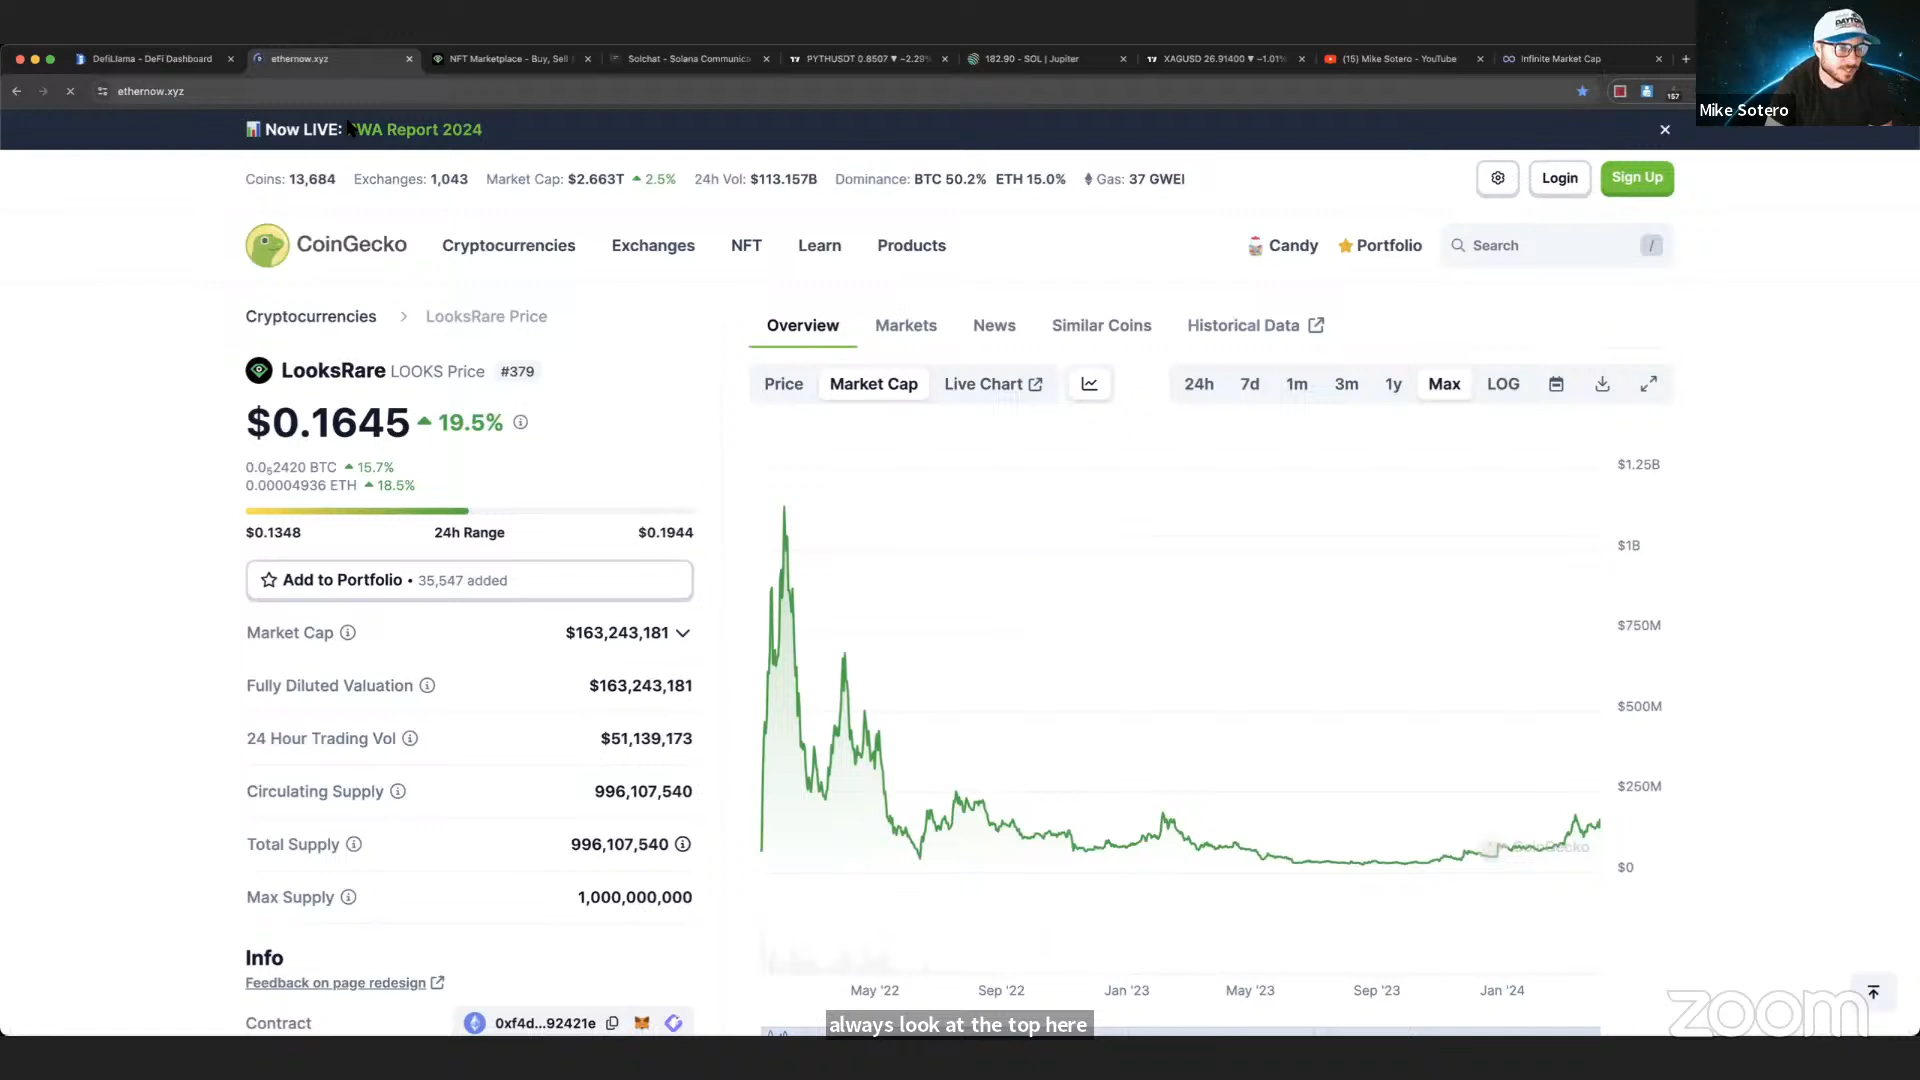 DefiLlama - DeFi Dashboard
ethernow.xyz
NFT Marketplace - Buy, Sell
Solchat - Solana Communica
PYTHUSDT 0.8507 ▼ −2.29%
182.90 - SOL | Jupiter
XAGUSD 26.91400 ▼ −1.01%
(15) Mike Sotero - YouTube
Infinite Market Cap
ethernow.xyz
157
Mike Sotero
Now LIVE: WA Report 2024
Coins: 13,684 Exchanges: 1,043 Market Cap: $2.663T 2.5% 24h Vol: $113.157B Dominance: BTC 50.2% ETH 15.0% Gas: 37 GWEI
Login
Sign Up
CoinGecko
Cryptocurrencies Exchanges NFT Learn Products
Candy Portfolio Search /
Cryptocurrencies > LooksRare Price
LooksRare LOOKS Price #379
$0.1645 19.5%
0.0₅2420 BTC 15.7%
0.00004936 ETH 18.5%
$0.1348 24h Range $0.1944
Add to Portfolio • 35,547 added
Market Cap $163,243,181
Fully Diluted Valuation $163,243,181
24 Hour Trading Vol $51,139,173
Circulating Supply 996,107,540
Total Supply 996,107,540
Max Supply 1,000,000,000
Info
Feedback on page redesign
Contract 0xf4d...92421e
Overview Markets News Similar Coins Historical Data
Price Market Cap Live Chart
24h 7d 1m 3m 1y Max LOG
$1.25B
$1B
$750M
$500M
$250M
$0
CoinGecko
May '22 Sep '22 Jan '23 May '23 Sep '23 Jan '24
always look at the top here
zoom